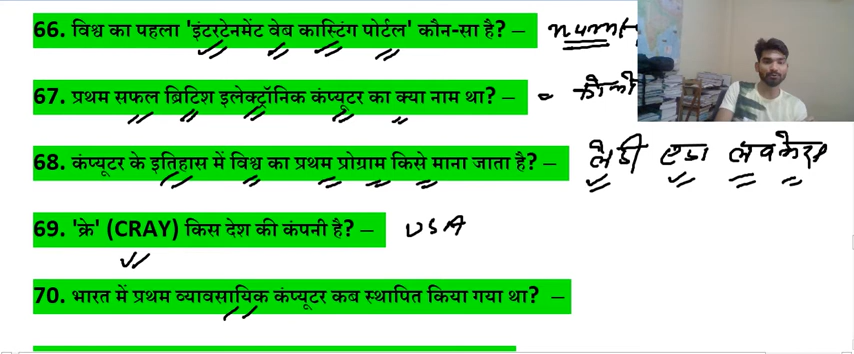 66. विश्व का पहला 'इंटरटेनमेंट वेब कास्टिंग पोर्टल' कौन-सा है? –
67. प्रथम सफल ब्रिटिश इलेक्ट्रॉनिक कंप्यूटर का क्या नाम था? –
68. कंप्यूटर के इतिहास में विश्व का प्रथम प्रोग्राम किसे माना जाता है? – लेडी एडा
69. 'क्रे' (CRAY) किस देश की कंपनी है? – USA
70. भारत में प्रथम व्यावसायिक कंप्यूटर कब स्थापित किया गया था? –